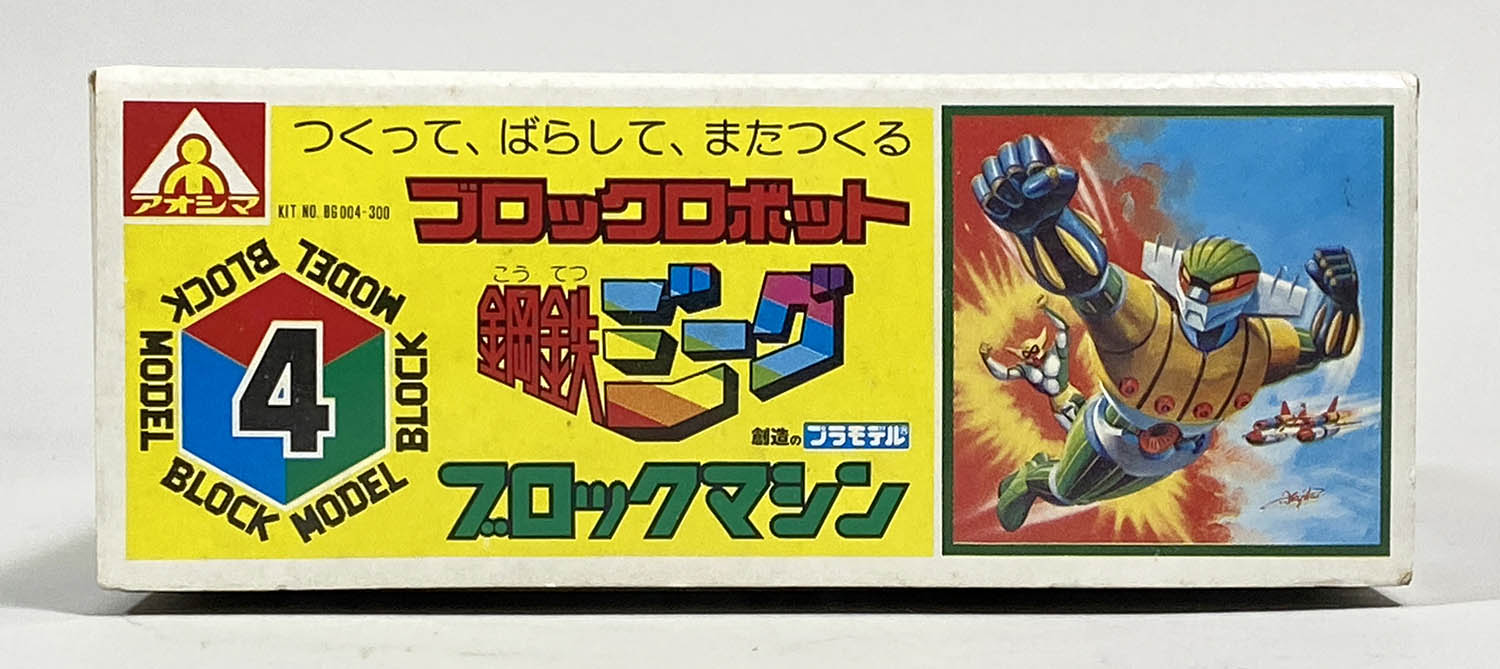 つくって、ばらして、またつくる
アオシマ
KIT NO. BG004-300
ブロックロボット
こうてつ
鋼鉄ジーグ
創造のプラモデル®
ブロックマシン
4
BLOCK MODEL
BLOCK MODEL
BLOCK MODEL